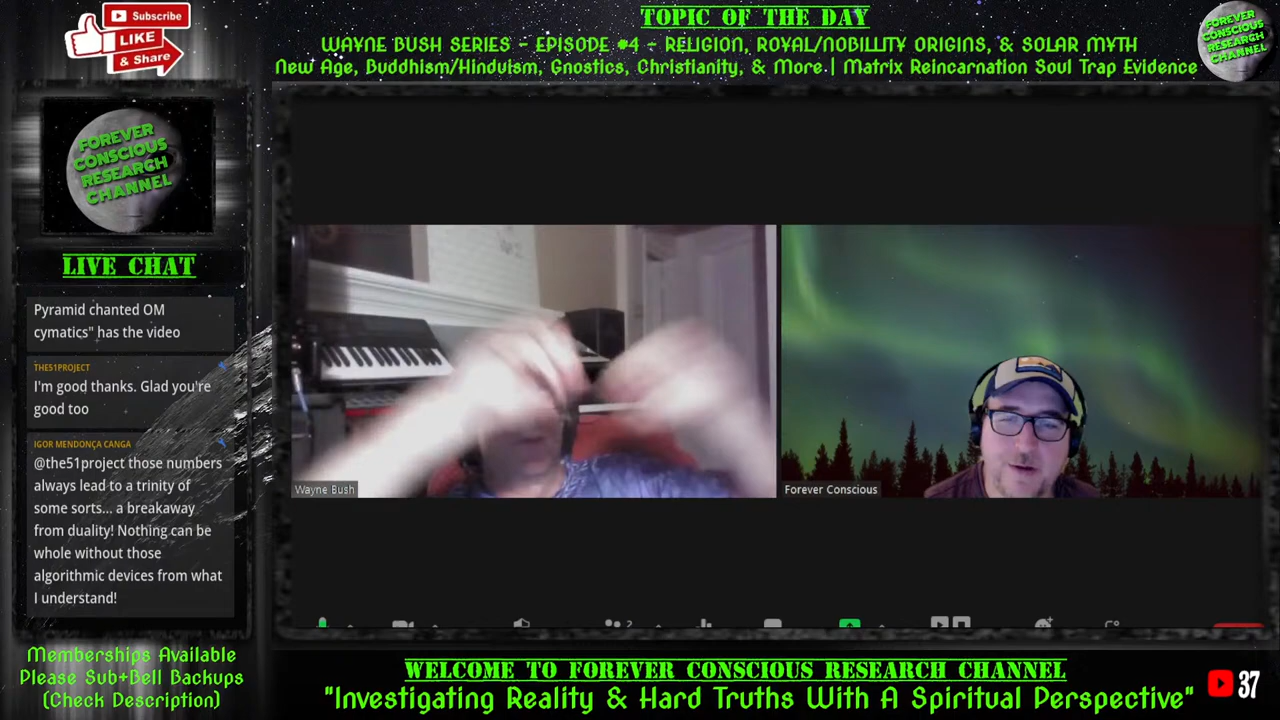 Subscribe
LIKE
& Share
TOPIC OF THE DAY
WAYNE BUSH SERIES - EPISODE #4 - RELIGION, ROYAL/NOBILLITY ORIGINS, & SOLAR MYTH
New Age, Buddhism/Hinduism, Gnostics, Christianity, & More | Matrix Reincarnation Soul Trap Evidence
FOREVER
CONSCIOUS
RESEARCH
CHANNEL
FOREVER
CONSCIOUS
RESEARCH
CHANNEL
LIVE CHAT
Pyramid chanted OM
cymatics" has the video
THE51PROJECT
I'm good thanks. Glad you're
good too
IGOR MENDONÇA CANGA
@the51project those numbers
always lead to a trinity of
some sorts... a breakaway
from duality! Nothing can be
whole without those
algorithmic devices from what
I understand!
Wayne Bush
Forever Conscious
2
Memberships Available
Please Sub+Bell Backups
(Check Description)
WELCOME TO FOREVER CONSCIOUS RESEARCH CHANNEL
"Investigating Reality & Hard Truths With A Spiritual Perspective"
37